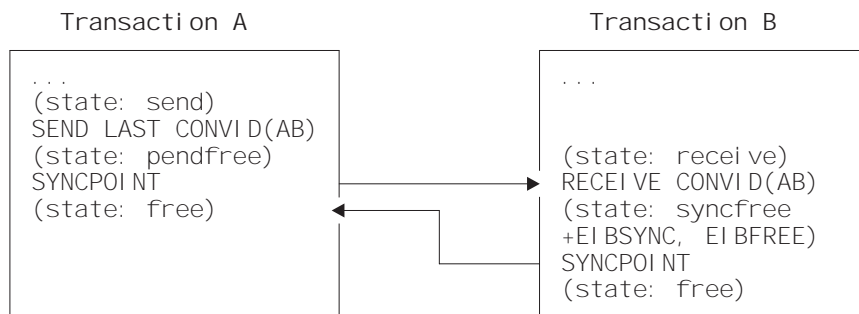 Transaction A
Transaction B
...
(state: send)
SEND LAST CONVID(AB)
(state: pendfree)
SYNCPOINT
(state: free)
...
(state: receive)
RECEIVE CONVID(AB)
(state: syncfree
+EIBSYNC, EIBFREE)
SYNCPOINT
(state: free)